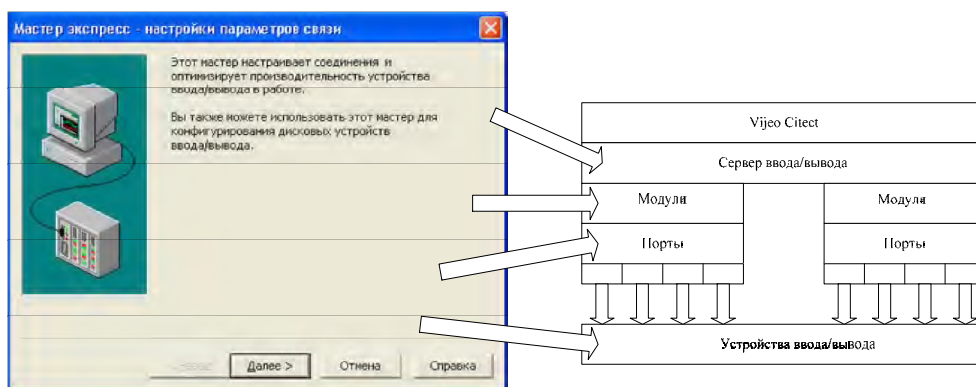 Мастер экспресс - настройки параметров связи
Этот мастер настраивает соединения и
оптимизирует производительность устройства
ввода/вывода в работе.
Вы также можете использовать этот мастер для
конфигурирования дисковых устройств
ввода/вывода.
Далее >
Отмена
Справка
Vijeo Citect
Сервер ввода/вывода
Модули
Модули
Порты
Порты
Устройства ввода/вывода